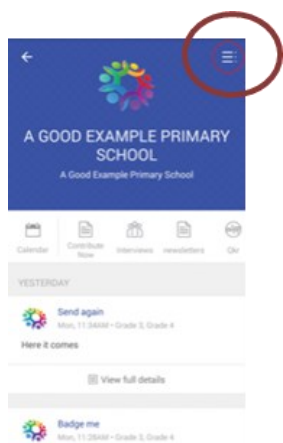 A GOOD EXAMPLE PRIMARY
SCHOOL
A Good Example Primary School
Calendar
Contribute
Now
Interviews
newsletters
Qkr
YESTERDAY
Send again
Mon, 11:34AM • Grade 3, Grade 4
Here it comes
View full details
Badge me
Mon, 11:28AM • Grade 3, Grade 4